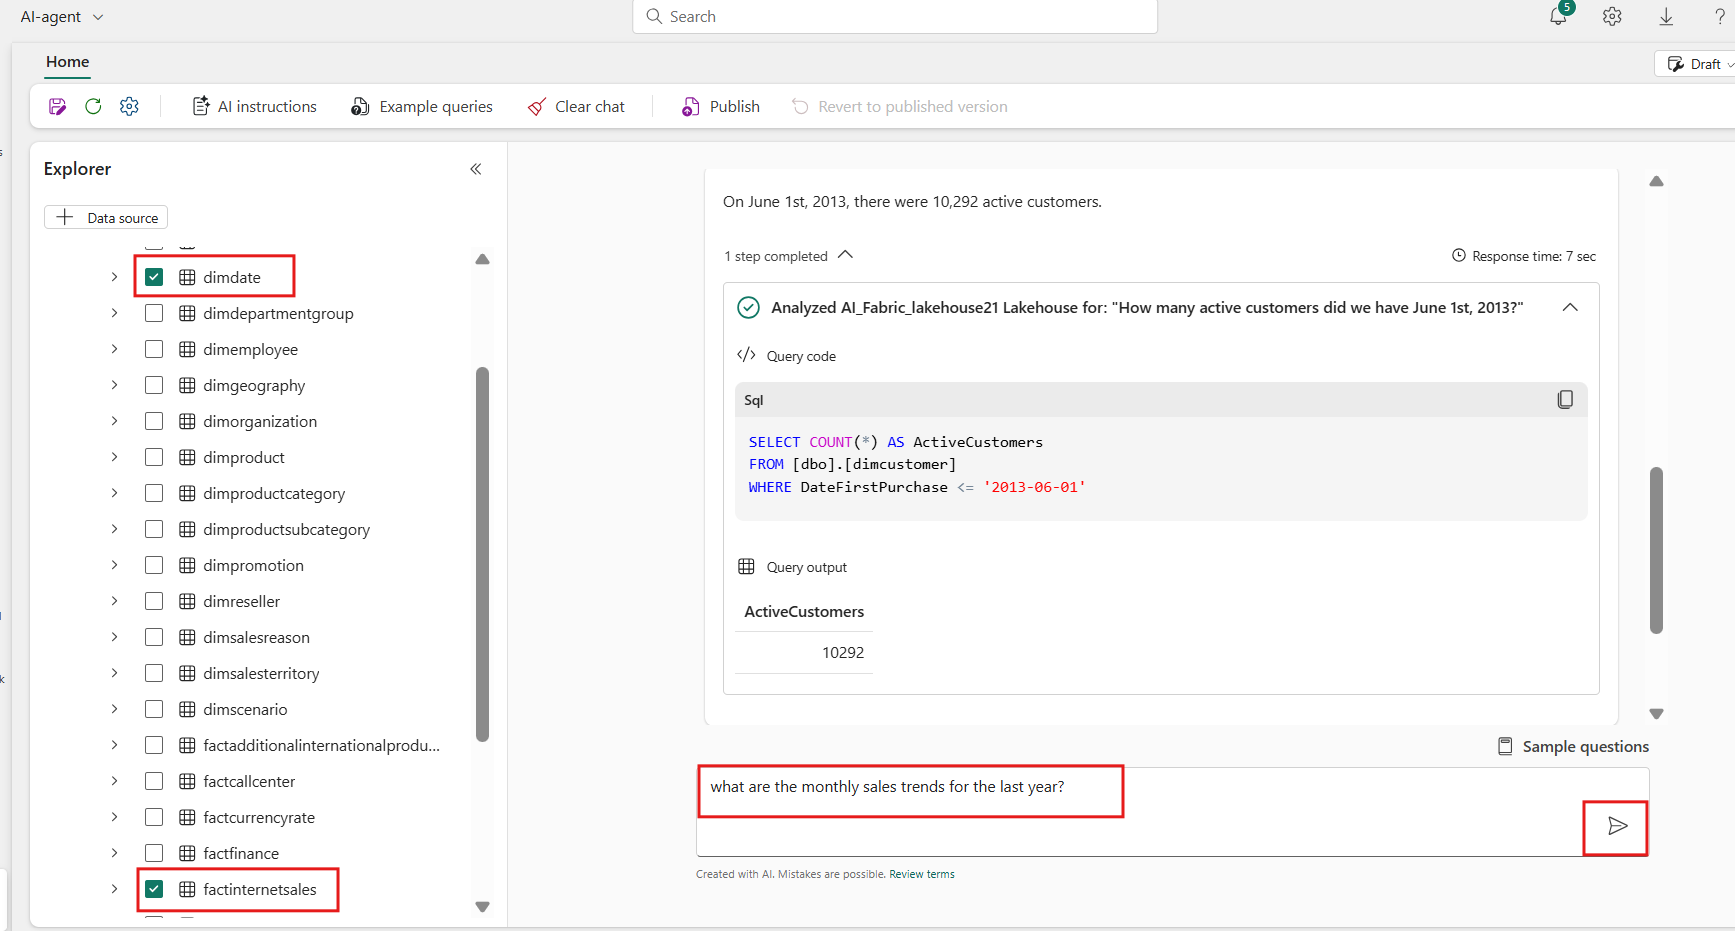 AI-agent
Search
5
?
Home
Draft
AI instructions
Example queries
Clear chat
Publish
Revert to published version
Explorer
Data source
dimdate
dimdepartmentgroup
dimemployee
dimgeography
dimorganization
dimproduct
dimproductcategory
dimproductsubcategory
dimpromotion
dimreseller
dimsalesreason
dimsalesterritory
dimscenario
factadditionalinternationalprodu...
factcallcenter
factcurrencyrate
factfinance
factinternetsales
On June 1st, 2013, there were 10,292 active customers.
1 step completed
Response time: 7 sec
Analyzed AI_Fabric_lakehouse21 Lakehouse for: "How many active customers did we have June 1st, 2013?"
</> Query code
Sql
SELECT COUNT(*) AS ActiveCustomers
FROM [dbo].[dimcustomer]
WHERE DateFirstPurchase <= '2013-06-01'
Query output
ActiveCustomers
10292
Sample questions
what are the monthly sales trends for the last year?
Created with AI. Mistakes are possible. Review terms